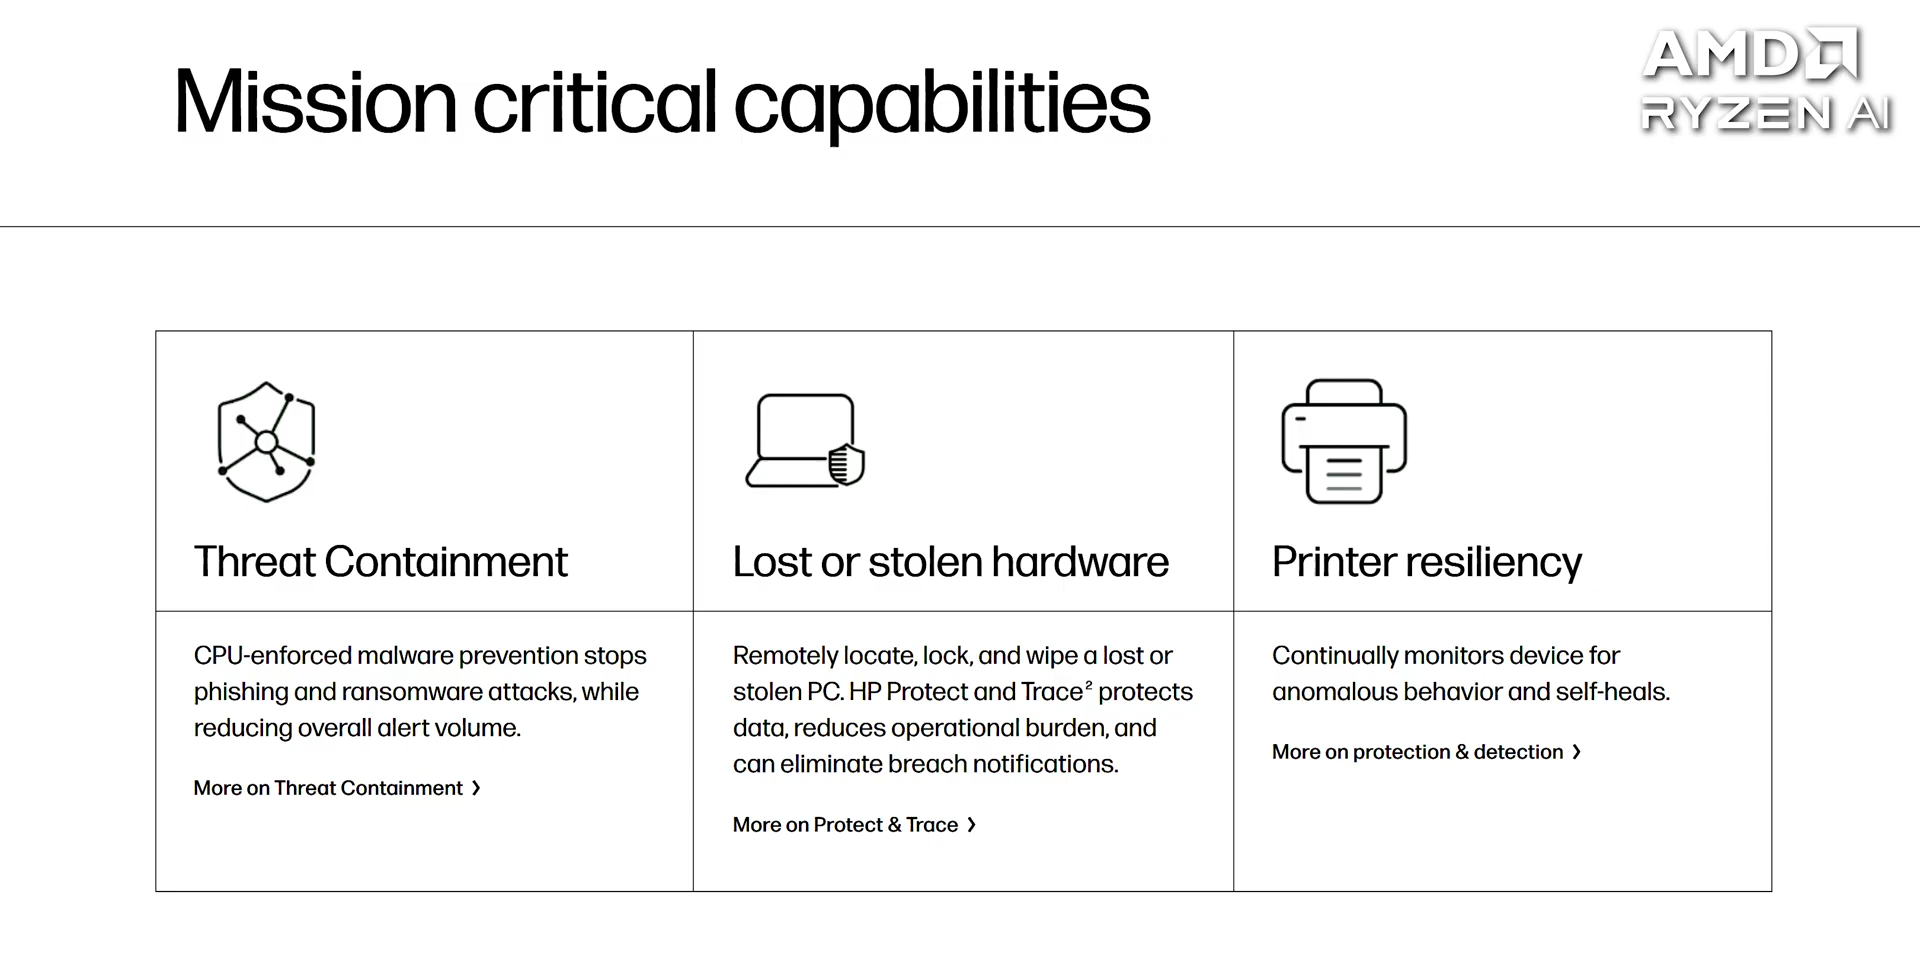 Mission critical capabilities
AMD
RYZEN AI
Threat Containment
CPU-enforced malware prevention stops
phishing and ransomware attacks, while
reducing overall alert volume.
More on Threat Containment
Lost or stolen hardware
Remotely locate, lock, and wipe a lost or
stolen PC. HP Protect and Trace² protects
data, reduces operational burden, and
can eliminate breach notifications.
More on Protect & Trace
Printer resiliency
Continually monitors device for
anomalous behavior and self-heals.
More on protection & detection